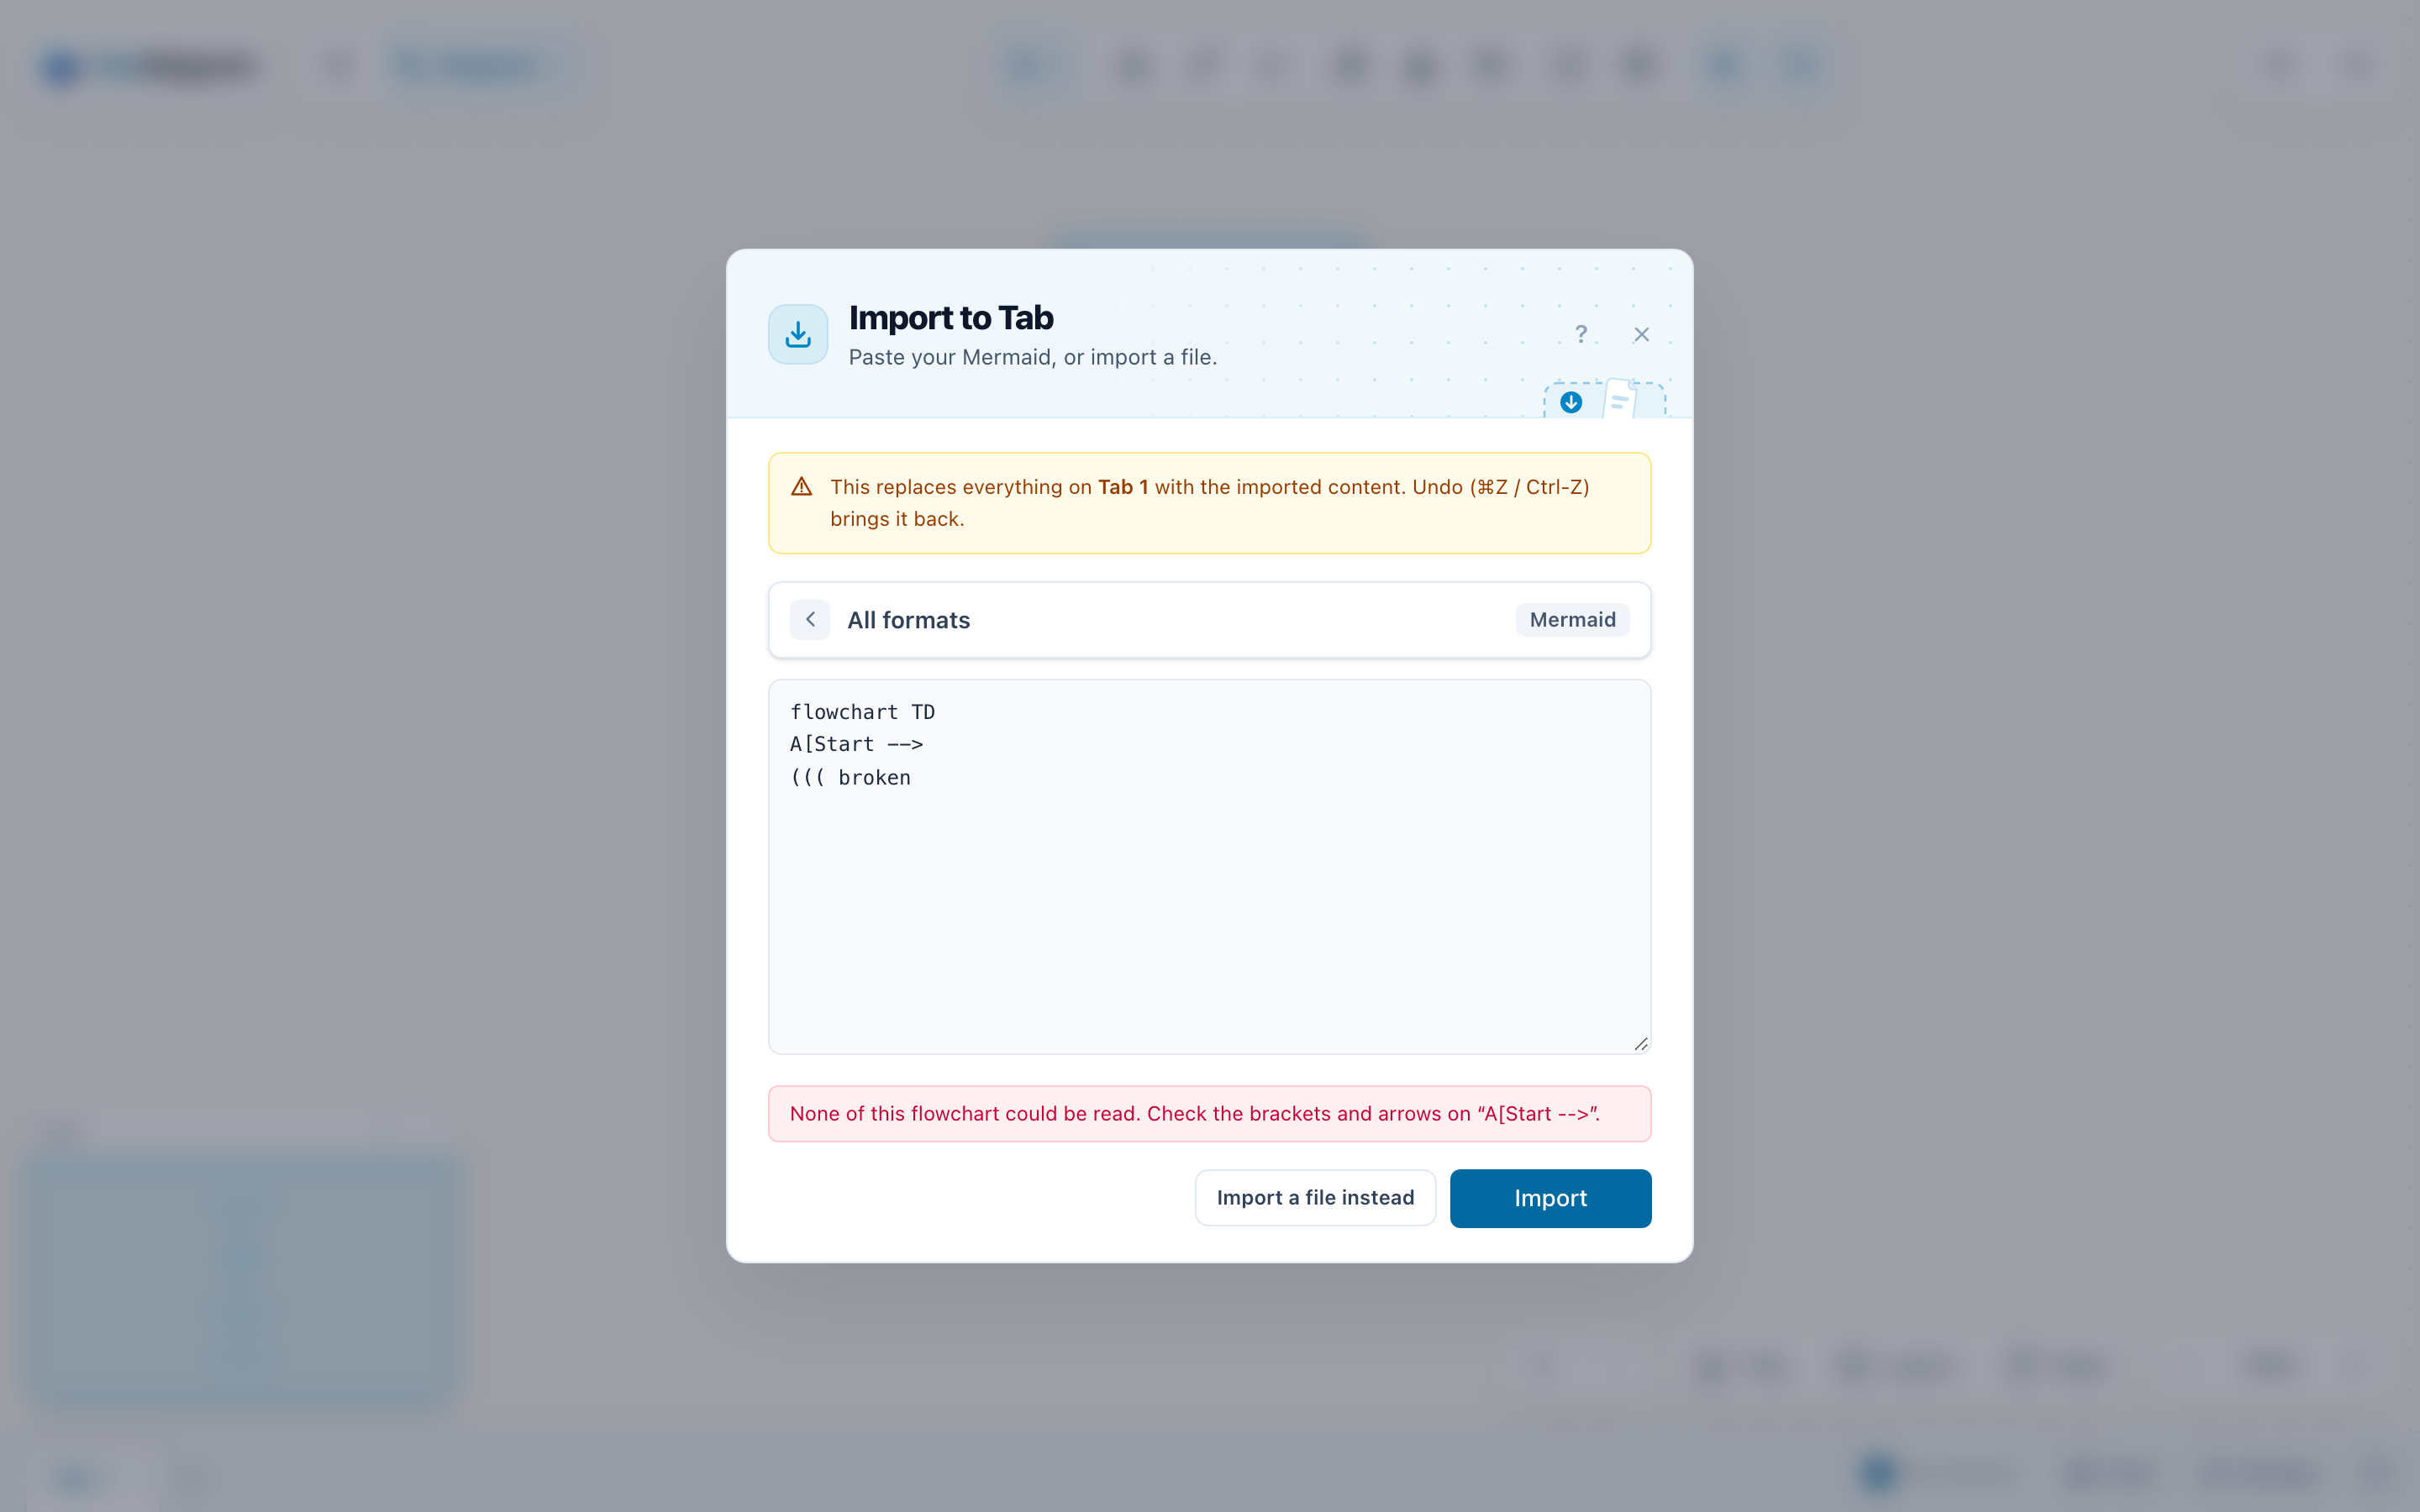 Import to Tab
Paste your Mermaid, or import a file.
?
This replaces everything on Tab 1 with the imported content. Undo (⌘Z / Ctrl-Z)
brings it back.
All formats
Mermaid
flowchart TD
A[Start -->
((( broken
None of this flowchart could be read. Check the brackets and arrows on “A[Start -->”.
Import a file instead
Import